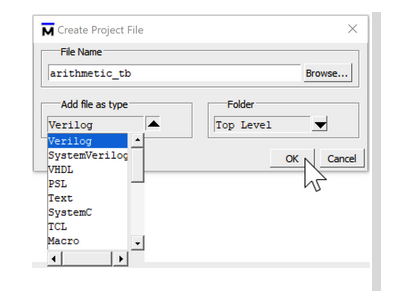 Create Project File
File Name
arithmetic_tb
Browse...
Add file as type
Folder
Verilog
Top Level
Verilog
SystemVerilog
VHDL
PSL
Text
SystemC
TCL
Macro
OK
Cancel